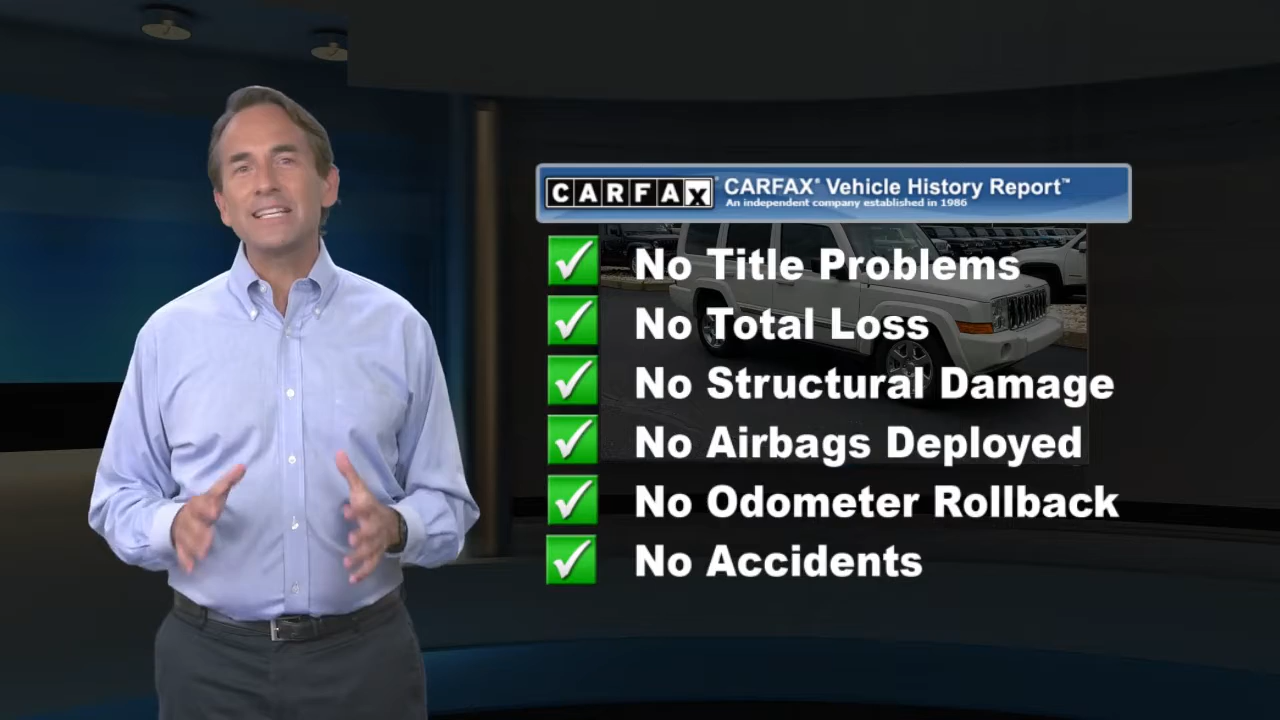 CARFAX® CARFAX® Vehicle History Report™
An independent company established in 1986
No Title Problems
No Total Loss
No Structural Damage
No Airbags Deployed
No Odometer Rollback
No Accidents